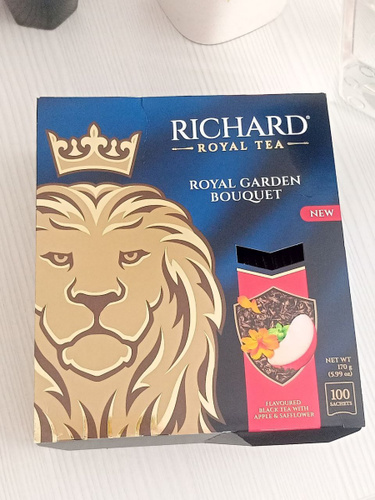 RICHARD®
ROYAL TEA
ROYAL GARDEN
BOUQUET
NEW
NET WT
170 g
(5.99 oz)
100
SACHETS
FLAVOURED
BLACK TEA WITH
APPLE & SAFFLOWER